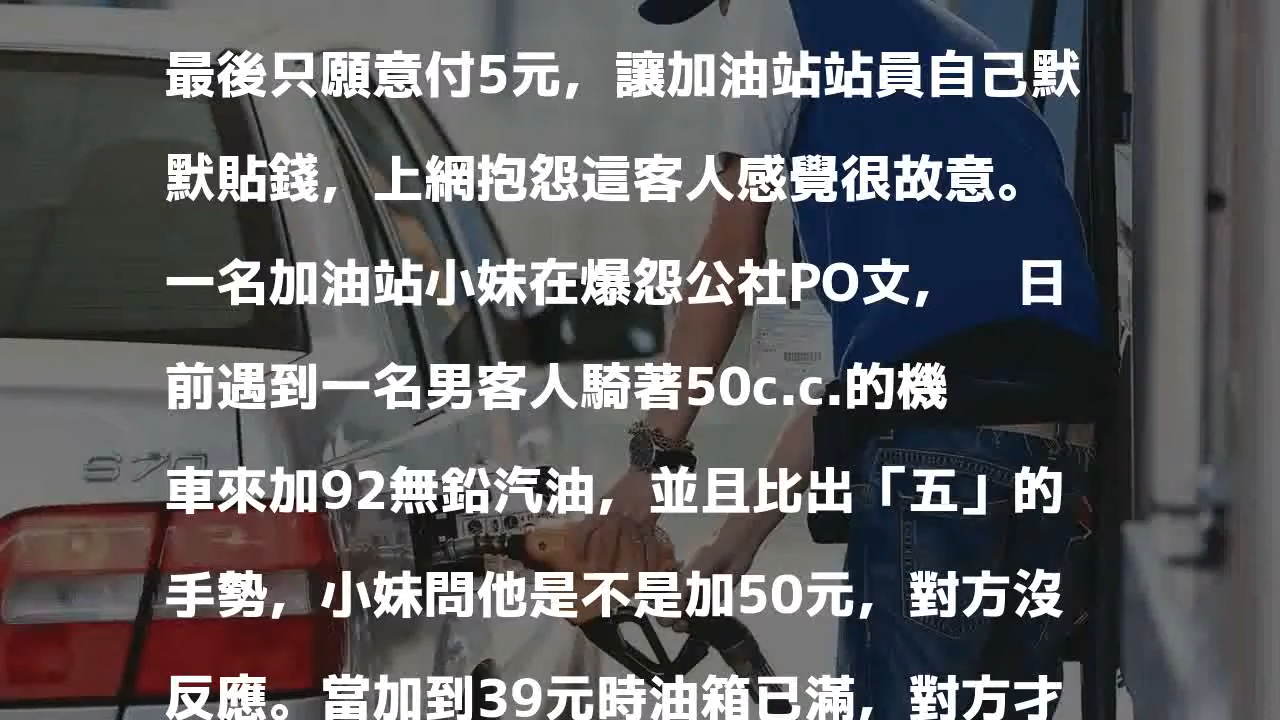 最後只願意付5元，讓加油站站員自己默
默貼錢，上網抱怨這客人感覺很故意。
一名加油站小妹在爆怨公社PO文，　日
前遇到一名男客人騎著50c.c.的機
車來加92無鉛汽油，並且比出「五」的
手勢，小妹問他是不是加50元，對方沒
反應。當加到39元時油箱已滿，對方才
S70